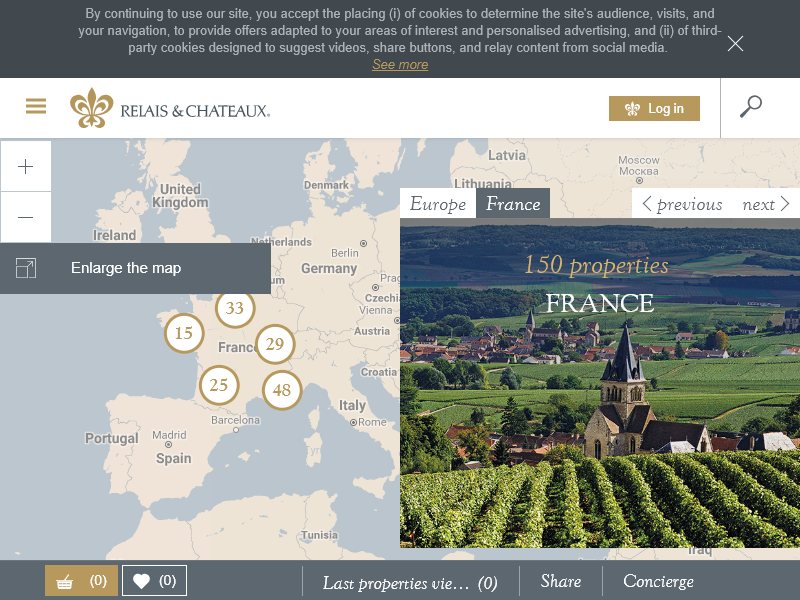 By continuing to use our site, you accept the placing (i) of cookies to determine the site's audience, visits, and
your navigation, to provide offers adapted to your areas of interest and personalised advertising, and (ii) of third-
party cookies designed to suggest videos, share buttons, and relay content from social media.
See more
RELAIS & CHATEAUX.
Log in
Latvia
Moscow
Москва
Denmark
Lithuania
United
Kingdom
Europe
France
previous
next
Ireland
Netherlands
Berlin
Germany
Enlarge the map
150 properties
FRANCE
Vienna
33
15
29
Austria
France
Croatia
25
48
Italy
Rome
Barcelona
Portugal
Madrid
Spain
Tunisia
Iraq
(0)
(0)
Last properties vie... (0)
Share
Concierge